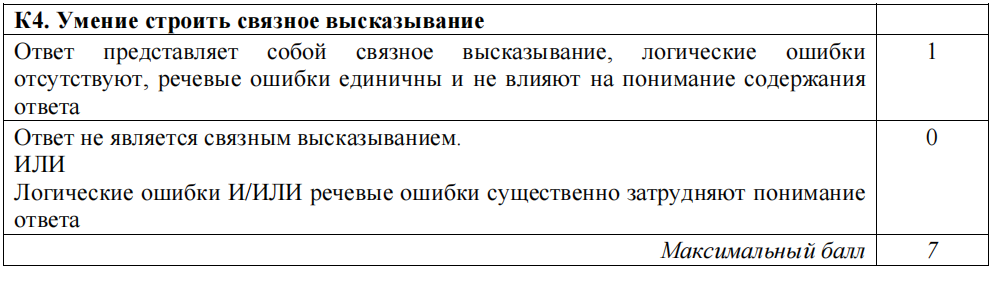 К4. Умение строить связное высказывание
Ответ представляет собой связное высказывание, логические ошибки 1
отсутствуют, речевые ошибки единичны и не влияют на понимание содержания
ответа
Ответ не является связным высказыванием. 0
ИЛИ
Логические ошибки И/ИЛИ речевые ошибки существенно затрудняют понимание
ответа
Максимальный балл 7